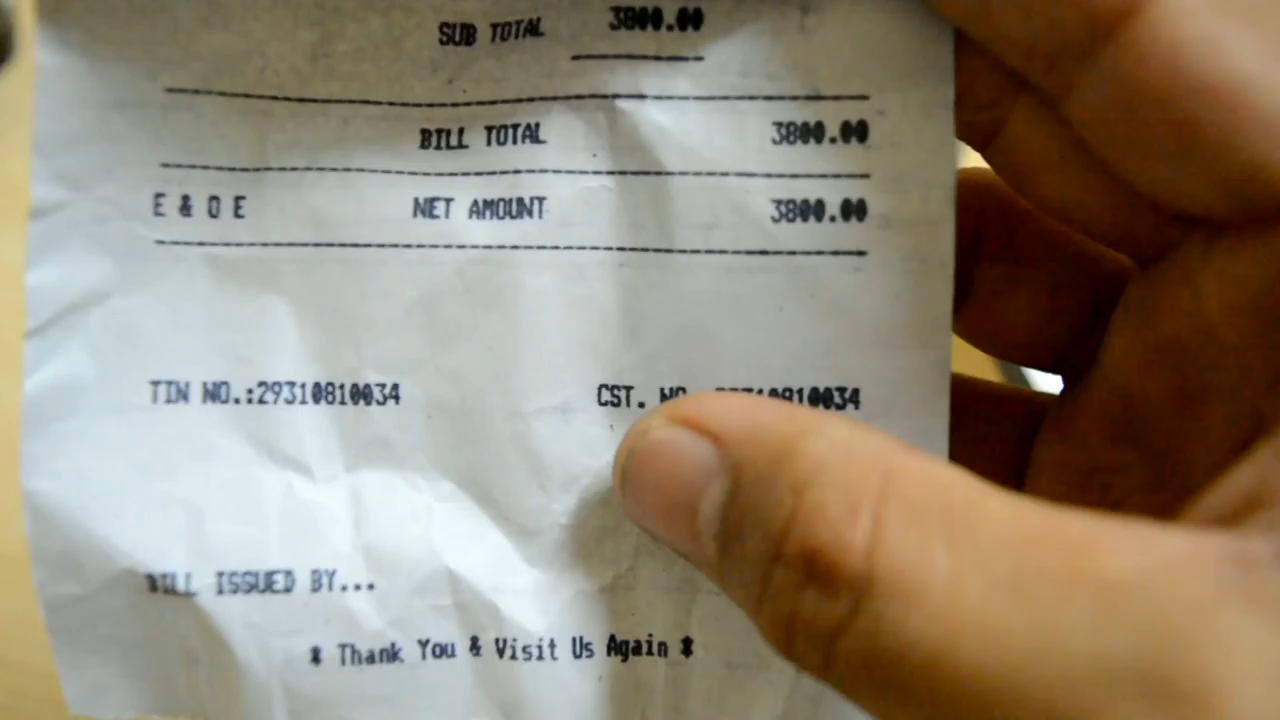 SUB TOTAL 3800.00
BILL TOTAL 3800.00
E & O E NET AMOUNT 3800.00
TIN NO.:29310810034 CST.
BILL ISSUED BY...
* Thank You & Visit Us Again *